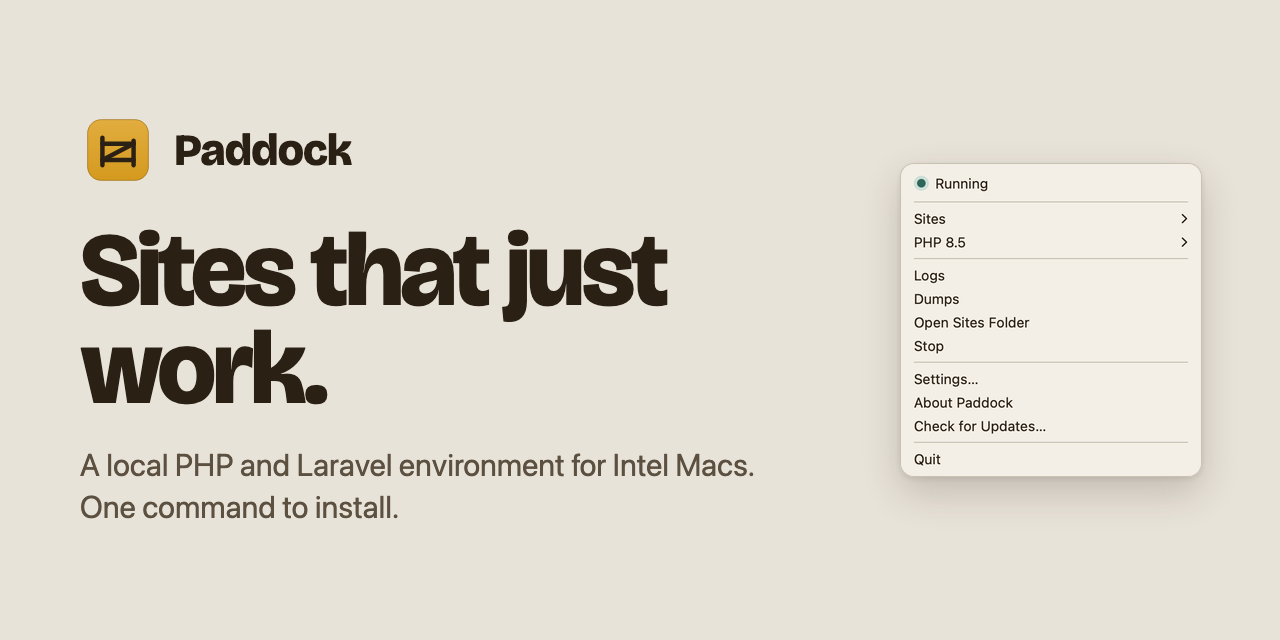 Paddock
Sites that just
work.
A local PHP and Laravel environment for Intel Macs.
One command to install.
Running
Sites
PHP 8.5
Logs
Dumps
Open Sites Folder
Stop
Settings...
About Paddock
Check for Updates...
Quit